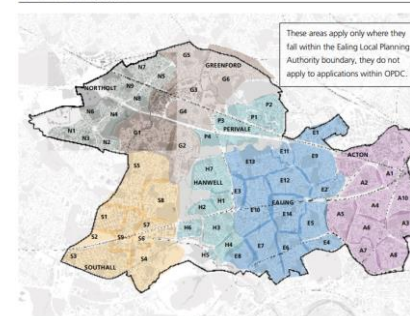 These areas apply only where they
fall within the Ealing Local Planning
Authority boundary, they do not
apply to applications within OPDC.
G5
GREENFORD
N7
N5
G6
NORTHOLT
N9
G3
N8
P2
N6
P1
N4
G4
P3
N1
PERIVALE
N3
G1
P4
E1
N2
G2
E11
E9
ACTON
S5
E13
H7
A1
HANWELL
E12
A2
S8
E3
E2
A10
H1
EALING
S1
H2
E10
A4
E14
A5
A3
S7
H6
H3
E5
S2
S9
S6
H4
E7
E6
E4
A6
S3
S4
H5
E8
A7
A8
SOUTHALL